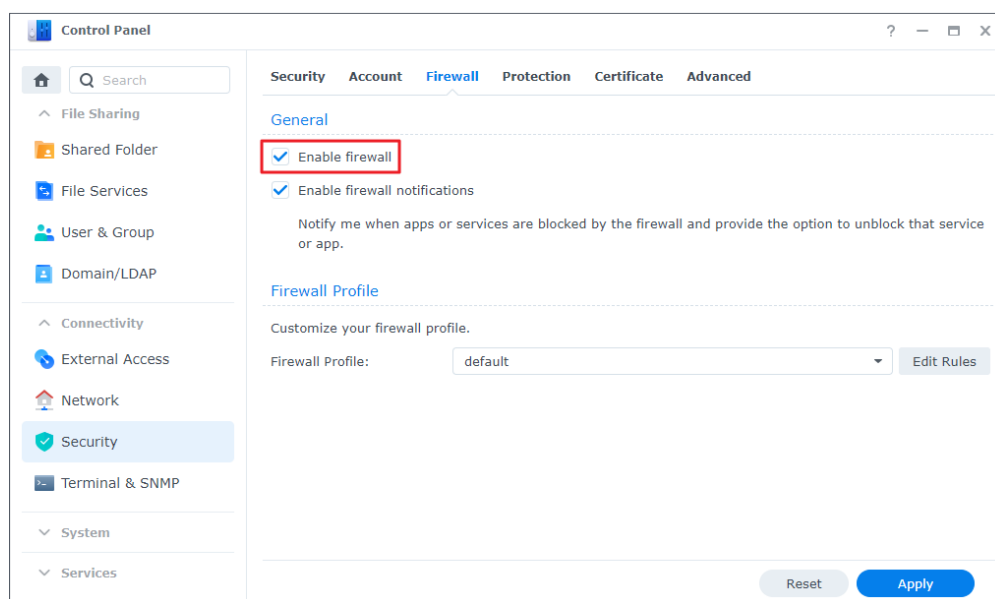 Control Panel
?
Search
File Sharing
Shared Folder
File Services
User & Group
Domain/LDAP
Connectivity
External Access
Network
Security
Terminal & SNMP
System
Services
Security Account Firewall Protection Certificate Advanced
General
Enable firewall
Enable firewall notifications
Notify me when apps or services are blocked by the firewall and provide the option to unblock that service
or app.
Firewall Profile
Customize your firewall profile.
Firewall Profile: default Edit Rules
Reset Apply